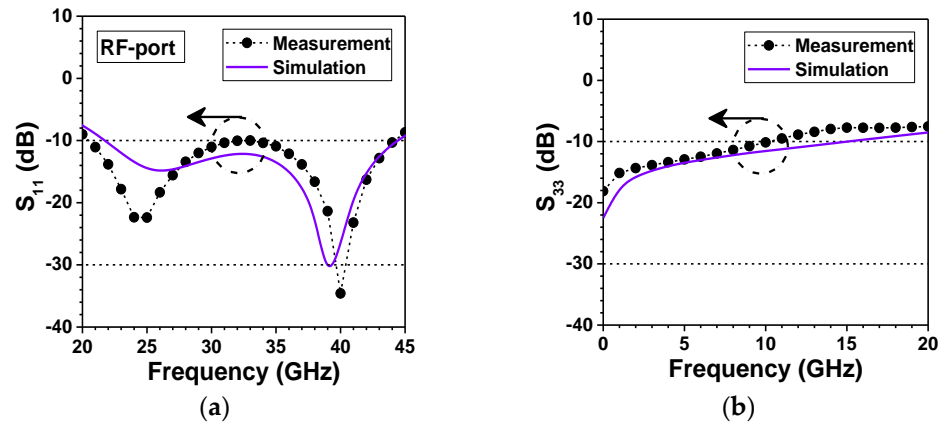 10
0
-10
-20
-30
-40
S11 (dB)
RF-port
Measurement
Simulation
20 25 30 35 40 45
Frequency (GHz)
(a)
10
0
-10
-20
-30
-40
S33 (dB)
Measurement
Simulation
0 5 10 15 20
Frequency (GHz)
(b)